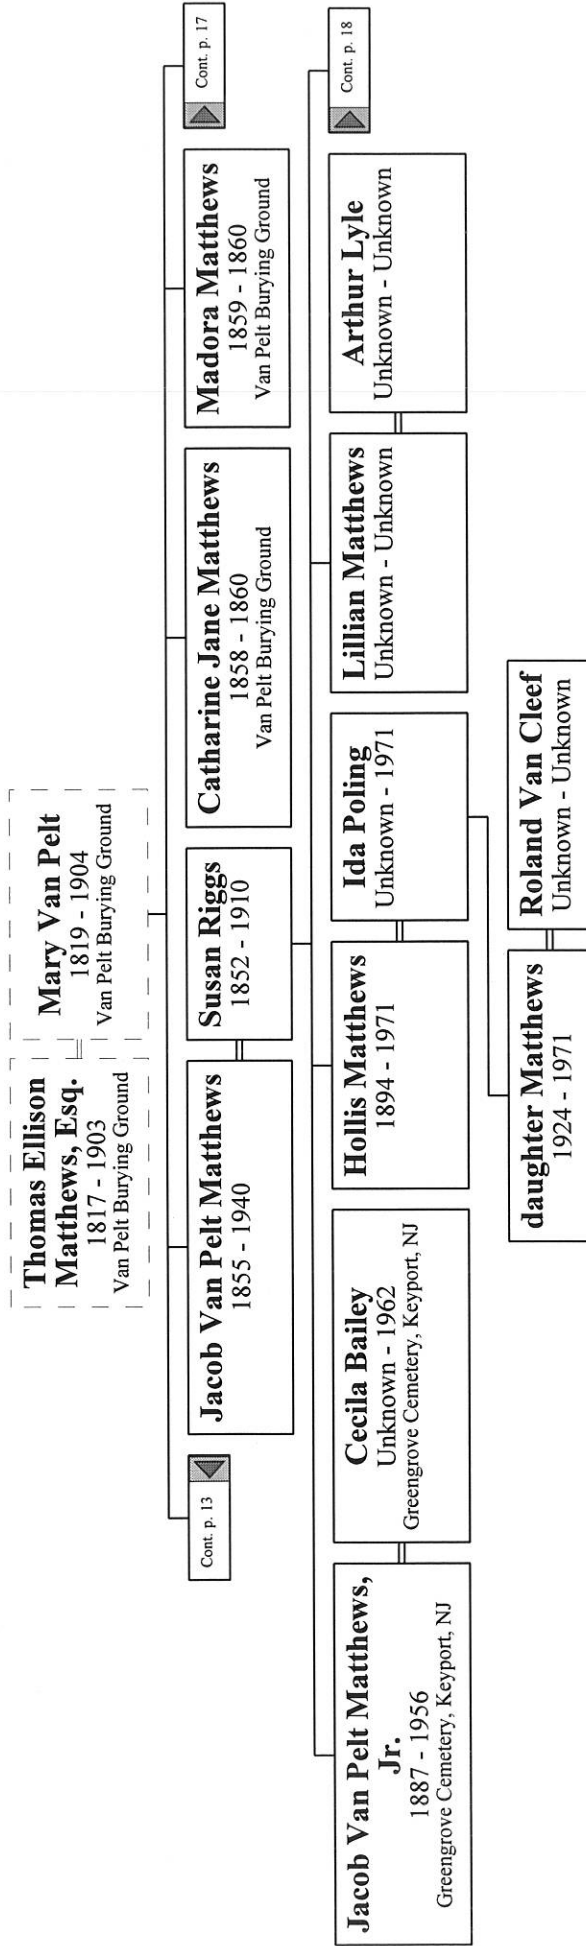 Thomas Ellison
Matthews, Esq.
1817 - 1903
Van Pelt Burying Ground
Mary Van Pelt
1819 - 1904
Van Pelt Burying Ground
Cont. p. 13
Jacob Van Pelt Matthews
1855 - 1940
Susan Riggs
1852 - 1910
Catharine Jane Matthews
1858 - 1860
Van Pelt Burying Ground
Madora Matthews
1859 - 1860
Van Pelt Burying Ground
Cont. p. 17
Jacob Van Pelt Matthews,
Jr.
1887 - 1956
Greengrove Cemetery, Keyport, NJ
Cecila Bailey
Unknown - 1962
Greengrove Cemetery, Keyport, NJ
Hollis Matthews
1894 - 1971
Ida Poling
Unknown - 1971
Lillian Matthews
Unknown - Unknown
Arthur Lyle
Unknown - Unknown
Cont. p. 18
daughter Matthews
1924 - 1971
Roland Van Cleef
Unknown - Unknown